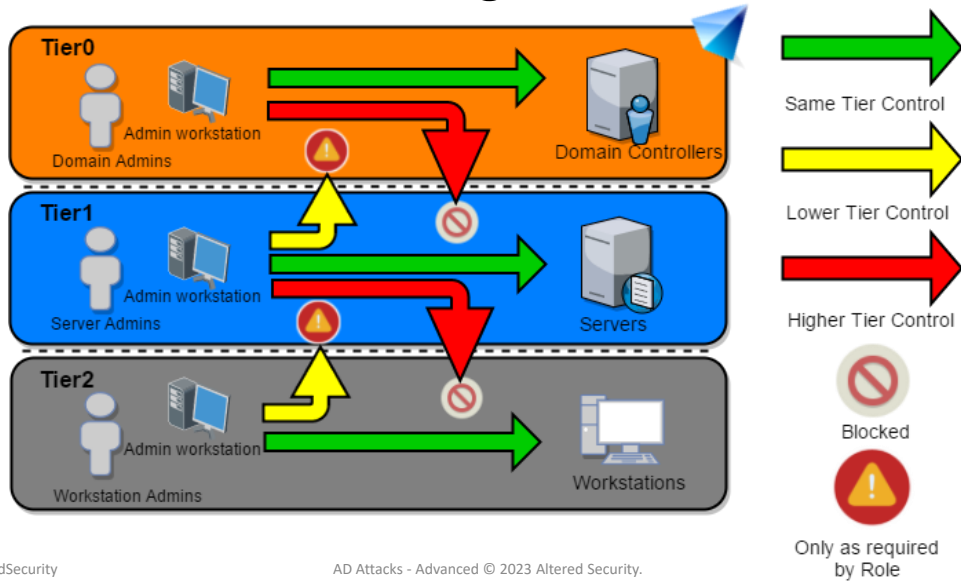 Tier0
Admin workstation
Domain Admins
Domain Controllers
Tier1
Admin workstation
Server Admins
Servers
Tier2
Admin workstation
Workstation Admins
Workstations
Same Tier Control
Lower Tier Control
Higher Tier Control
Blocked
Only as required
by Role
dSecurity
AD Attacks - Advanced © 2023 Altered Security.